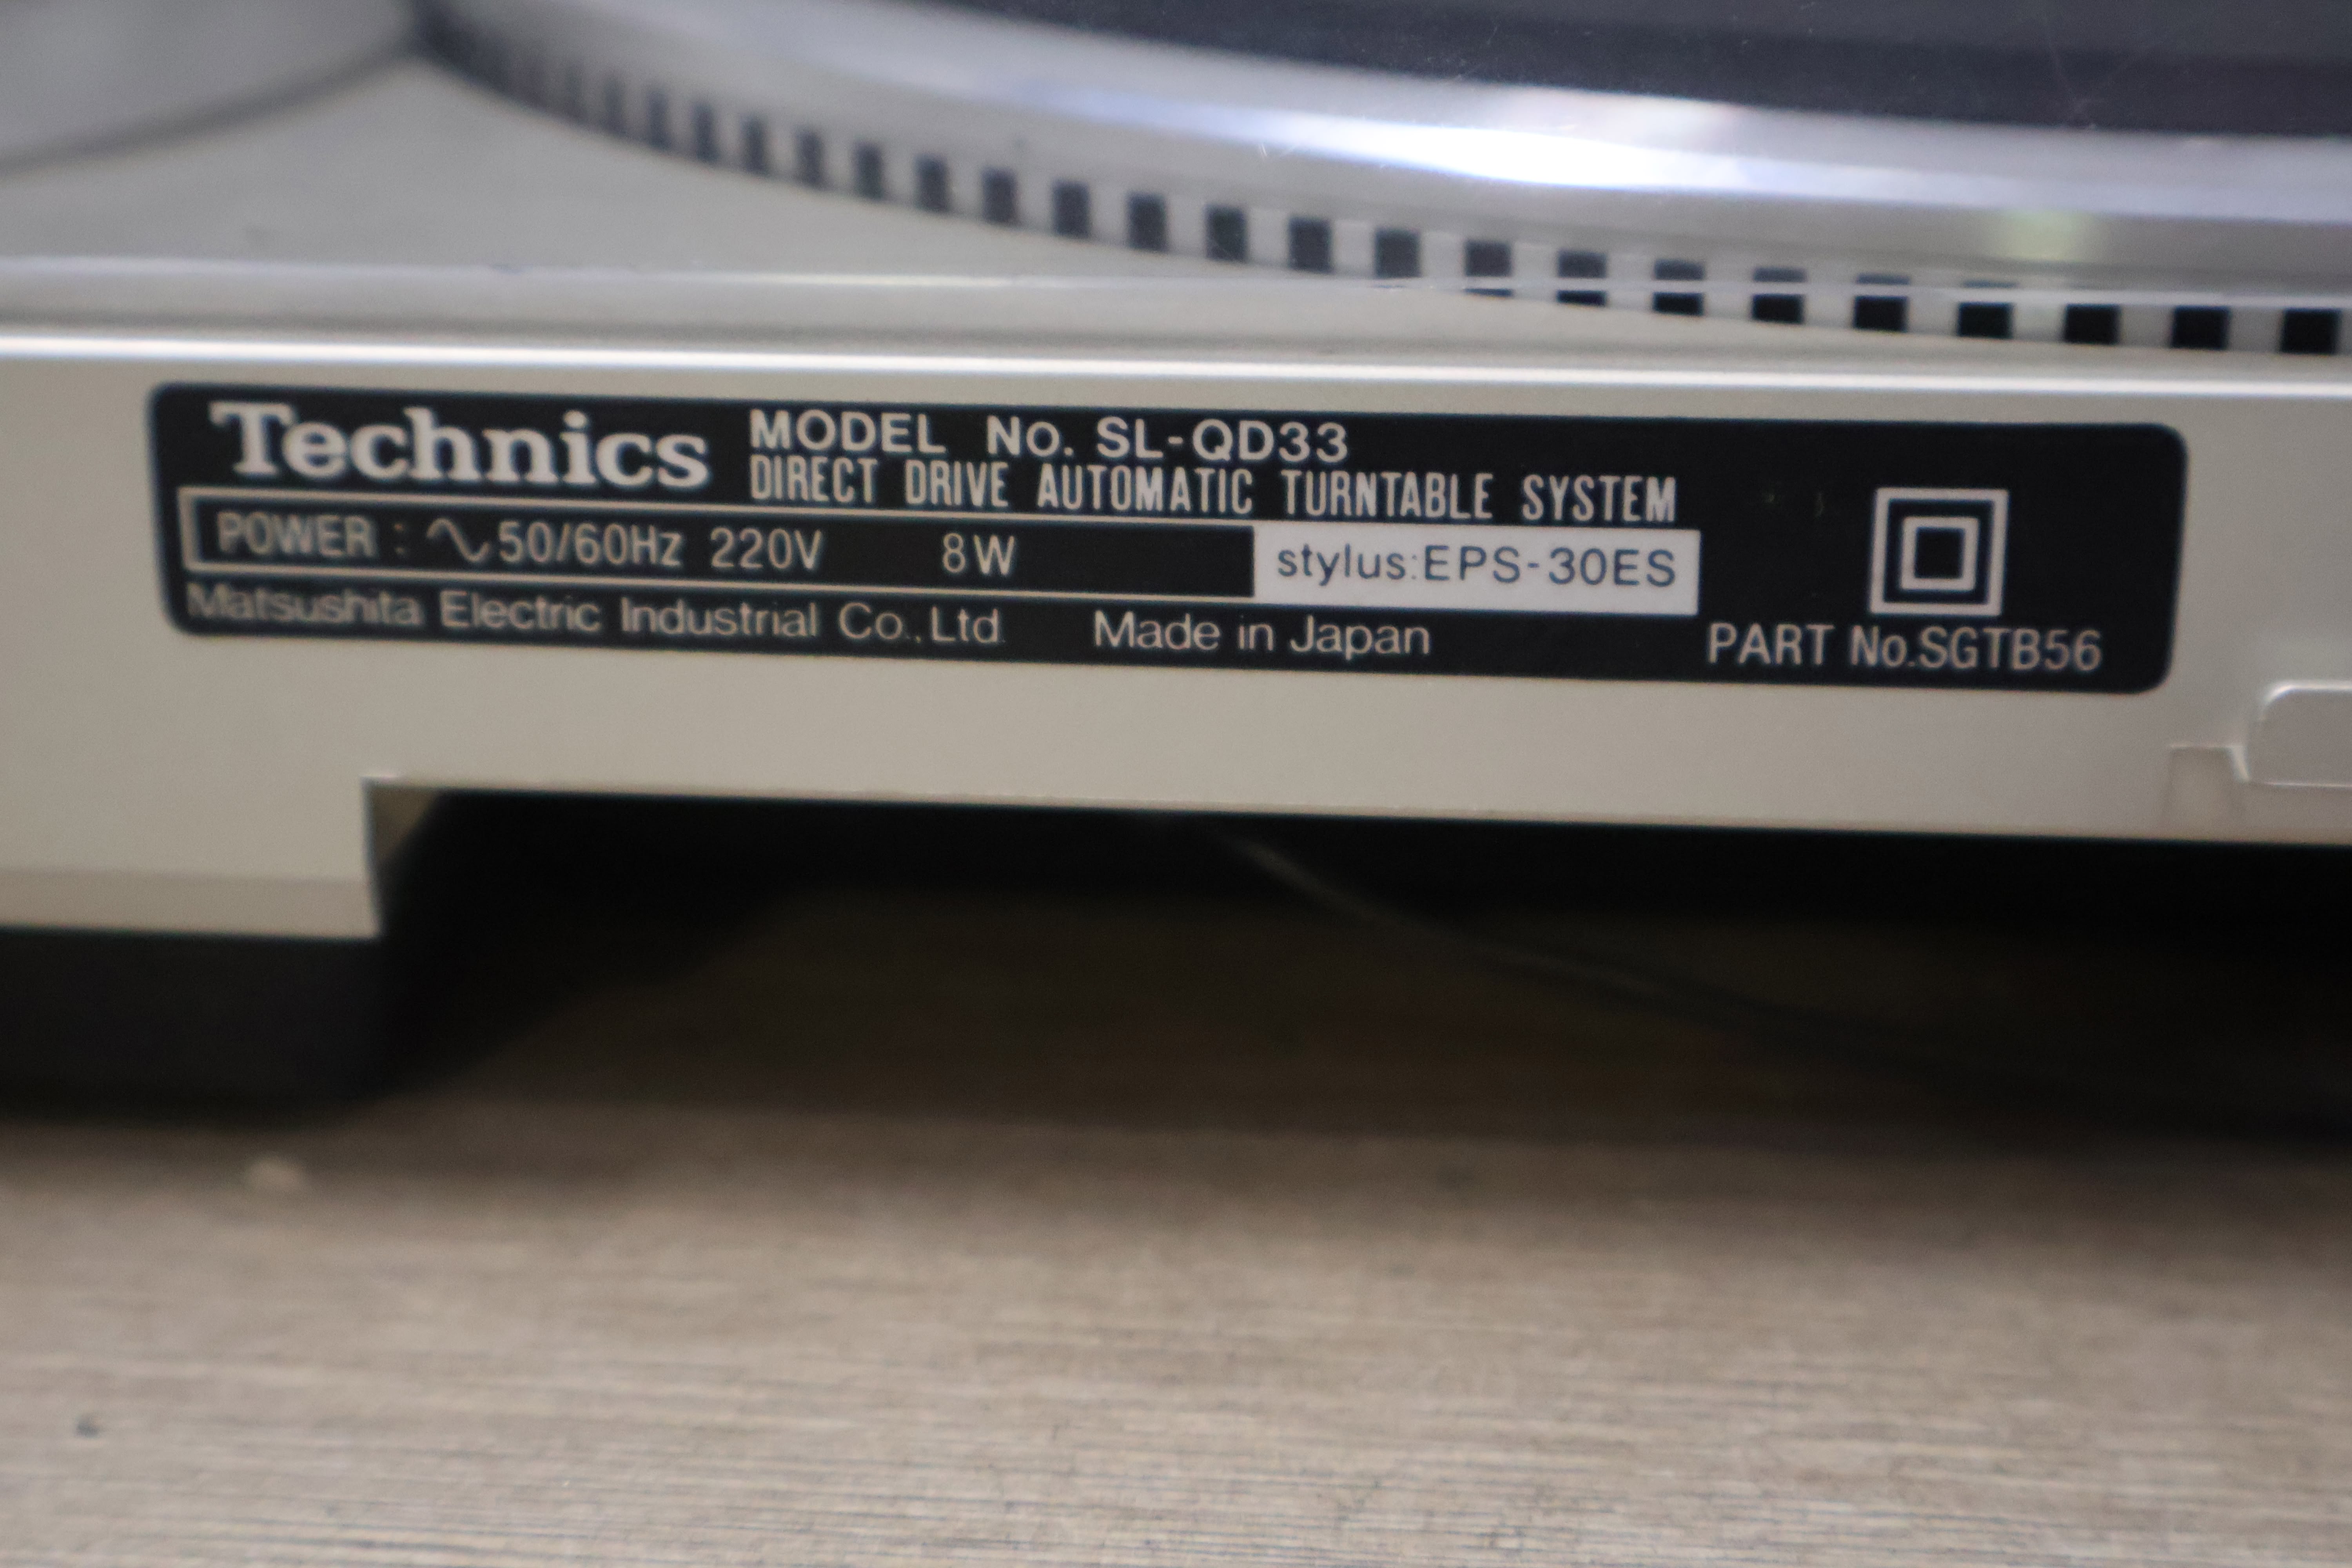 Technics
MODEL No. SL-QD33
DIRECT DRIVE AUTOMATIC TURNTABLE SYSTEM
POWER : ∿50/60Hz 220V 8W
stylus:EPS-30ES
Matsushita Electric Industrial Co., Ltd. Made in Japan
PART No.SGTB56